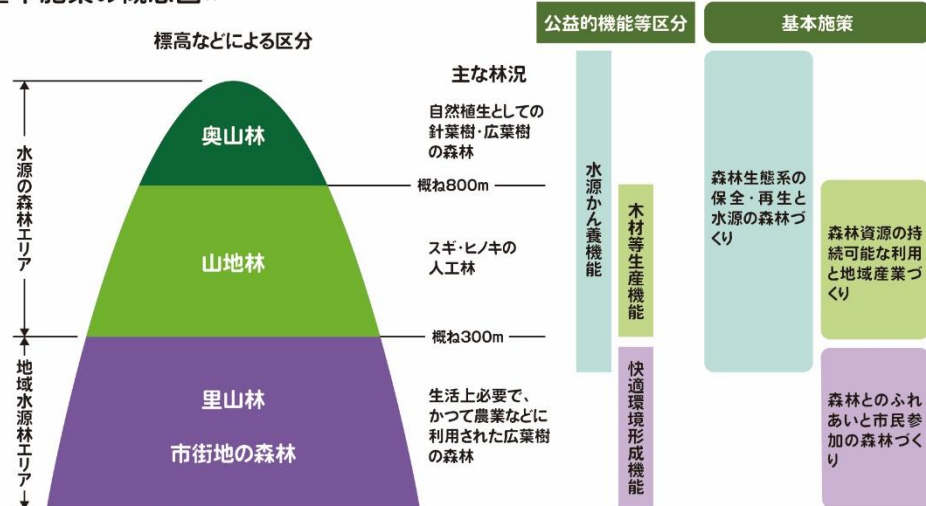 公益的機能等区分
基本施策
標高などによる区分
主な林況
水源の森林エリア
奥山林
自然植生としての
針葉樹・広葉樹
の森林
概ね800m
山地林
スギ・ヒノキの
人工林
概ね300m
地域水源林エリア
里山林
市街地の森林
生活上必要で、
かつて農業などに
利用された広葉樹
の森林
水源かん養機能
木材等生産機能
快適環境形成機能
森林生態系の
保全・再生と
水源の森林づ
くり
森林資源の持
続可能な利用
と地域産業づ
くり
森林とのふれ
あいと市民参
加の森林づく
り